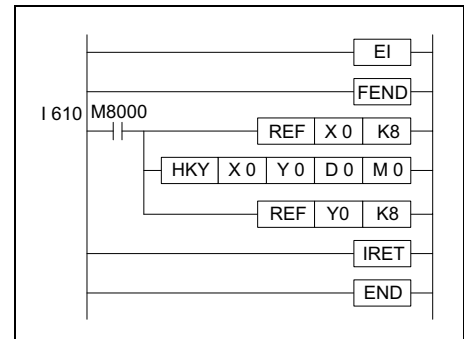 EI
FEND
I 610 M8000
REF X 0 K8
HKY X 0 Y 0 D 0 M 0
REF Y0 K8
IRET
END